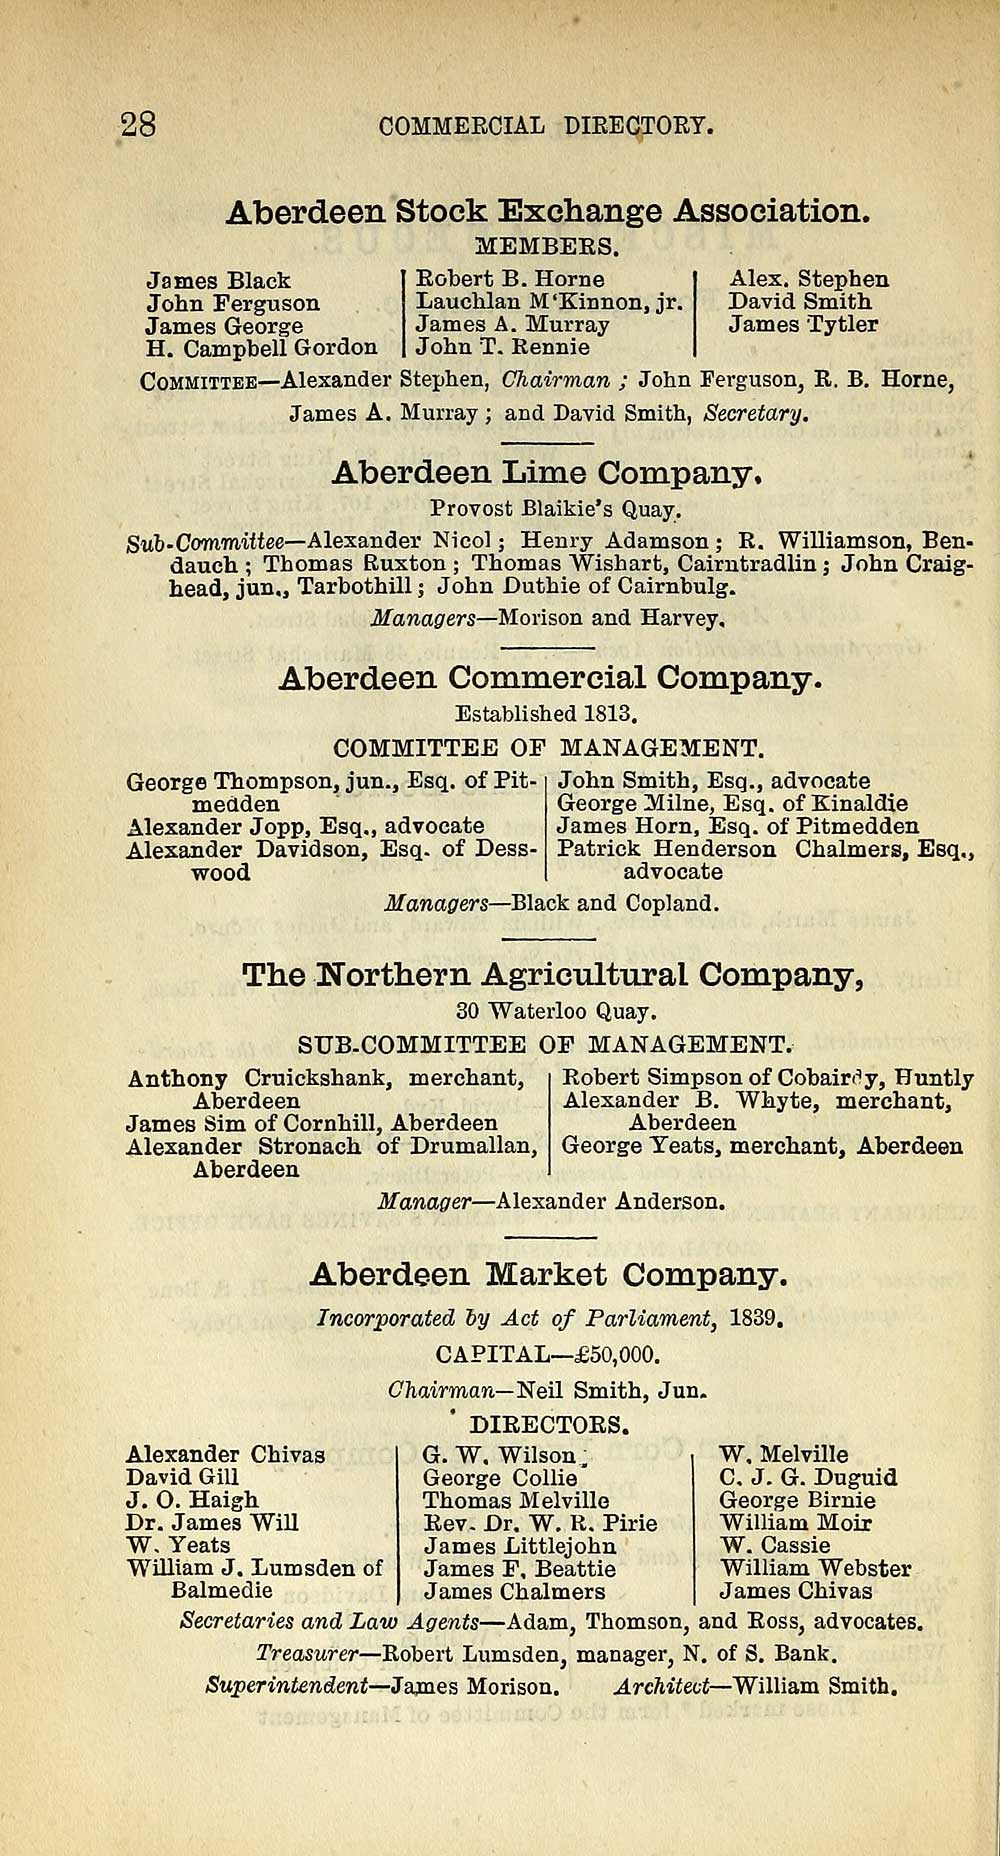 28 COMMERCIAL DIRECTORY.
Aberdeen Stock Exchange Association.
MEMBERS.
James Black
John Ferguson
James George
H. Campbell Gordon
Robert B. Horne
Lauchlan M'Kinnon, jr.
James A. Murray
John T. Rennie
Alex. Stephen
David Smith
James Tytler
COMMITTEE—Alexander Stephen, Chairman ; John Ferguson, R. B. Horne,
James A. Murray ; and David Smith, Secretary.
Aberdeen Lime Company.
Provost Blaikie's Quay.
Sub-Committee—Alexander Nicol ; Henry Adamson ; R. Williamson, Ben-
dauch ; Thomas Ruxton ; Thomas Wishart, Cairntradlin ; John Craig-
head, jun., Tarbothill ; John Duthie of Cairnbulg.
Managers—Morison and Harvey.
Aberdeen Commercial Company.
Established 1813.
COMMITTEE OF MANAGEMENT.
George Thompson, jun., Esq. of Pit-
medden
Alexander Jopp, Esq., advocate
Alexander Davidson, Esq. of Dess-
wood
John Smith, Esq., advocate
George Milne, Esq. of Kinaldie
James Horn, Esq. of Pitmedden
Patrick Henderson Chalmers, Esq.,
advocate
Managers—Black and Copland.
The Northern Agricultural Company,
30 Waterloo Quay.
SUB-COMMITTEE OF MANAGEMENT.
Anthony Cruickshank, merchant,
Aberdeen
James Sim of Cornhill, Aberdeen
Alexander Stronach of Drumallan,
Aberdeen
Robert Simpson of Cobairdy, Huntly
Alexander B. Whyte, merchant,
Aberdeen
George Yeats, merchant, Aberdeen
Manager—Alexander Anderson.
Aberdeen Market Company.
Incorporated by Act of Parliament, 1839.
CAPITAL—£50,000.
Chairman—Neil Smith, Jun.
DIRECTORS.
Alexander Chivas
David Gill
J. O. Haigh
Dr. James Will
W. Yeats
William J. Lumsden of
Balmedie
G. W. Wilson
George Collie
Thomas Melville
Rev. Dr. W. R. Pirie
James Littlejohn
James F. Beattie
James Chalmers
W. Melville
C. J. G. Duguid
George Birnie
William Moir
W. Cassie
William Webster
James Chivas
Secretaries and Law Agents—Adam, Thomson, and Ross, advocates.
Treasurer—Robert Lumsden, manager, N. of S. Bank.
Superintendent—James Morison. Architect—William Smith.